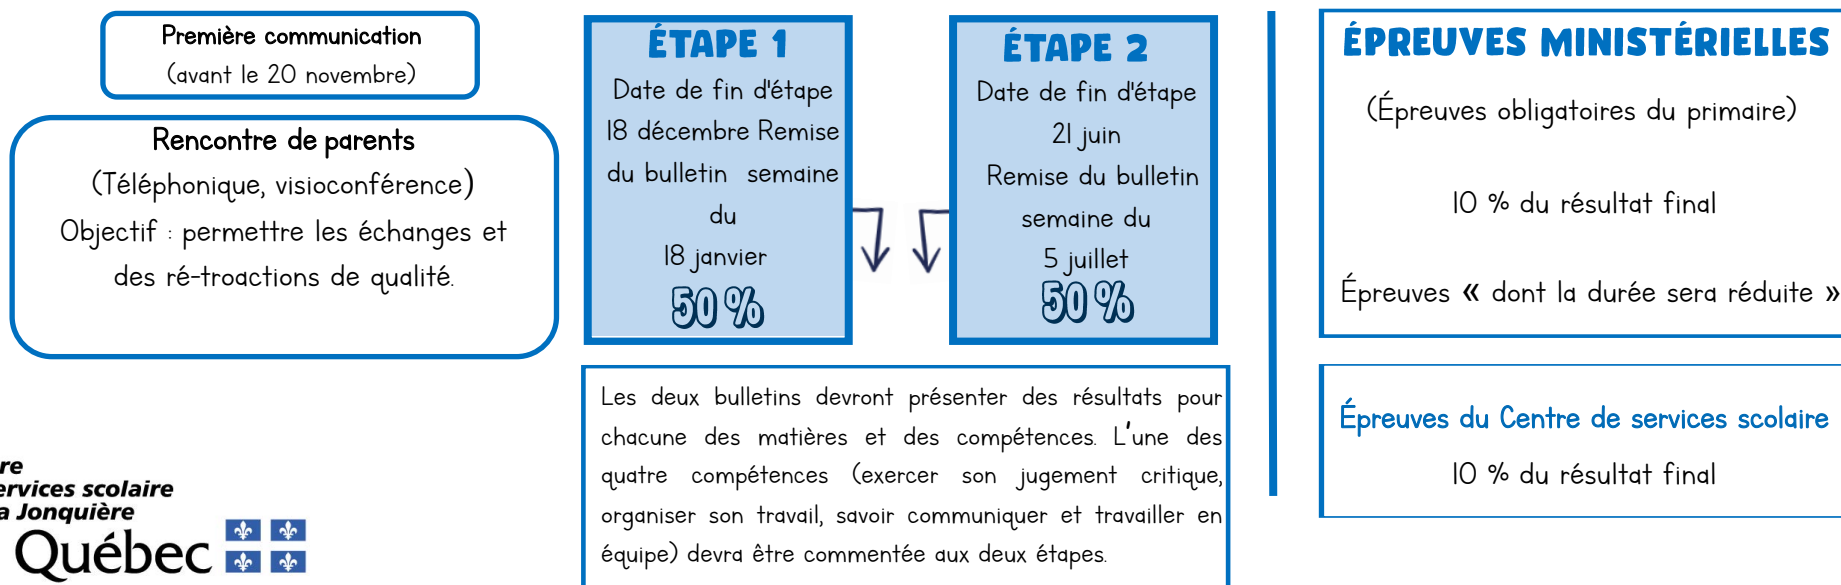 Première communication
(avant le 20 novembre)
Rencontre de parents
(Téléphonique, visioconférence)
Objectif : permettre les échanges et
des ré-troactions de qualité.
ÉTAPE 1
Date de fin d'étape
18 décembre Remise
du bulletin semaine
du
18 janvier
50 %
ÉTAPE 2
Date de fin d'étape
21 juin
Remise du bulletin
semaine du
5 juillet
50 %
Les deux bulletins devront présenter des résultats pour
chacune des matières et des compétences. L'une des
quatre compétences (exercer son jugement critique,
organiser son travail, savoir communiquer et travailler en
équipe) devra être commentée aux deux étapes.
ÉPREUVES MINISTÉRIELLES
(Épreuves obligatoires du primaire)
10 % du résultat final
Épreuves « dont la durée sera réduite »
Épreuves du Centre de services scolaire
10 % du résultat final
re
ervices scolaire
a Jonquière
Québec